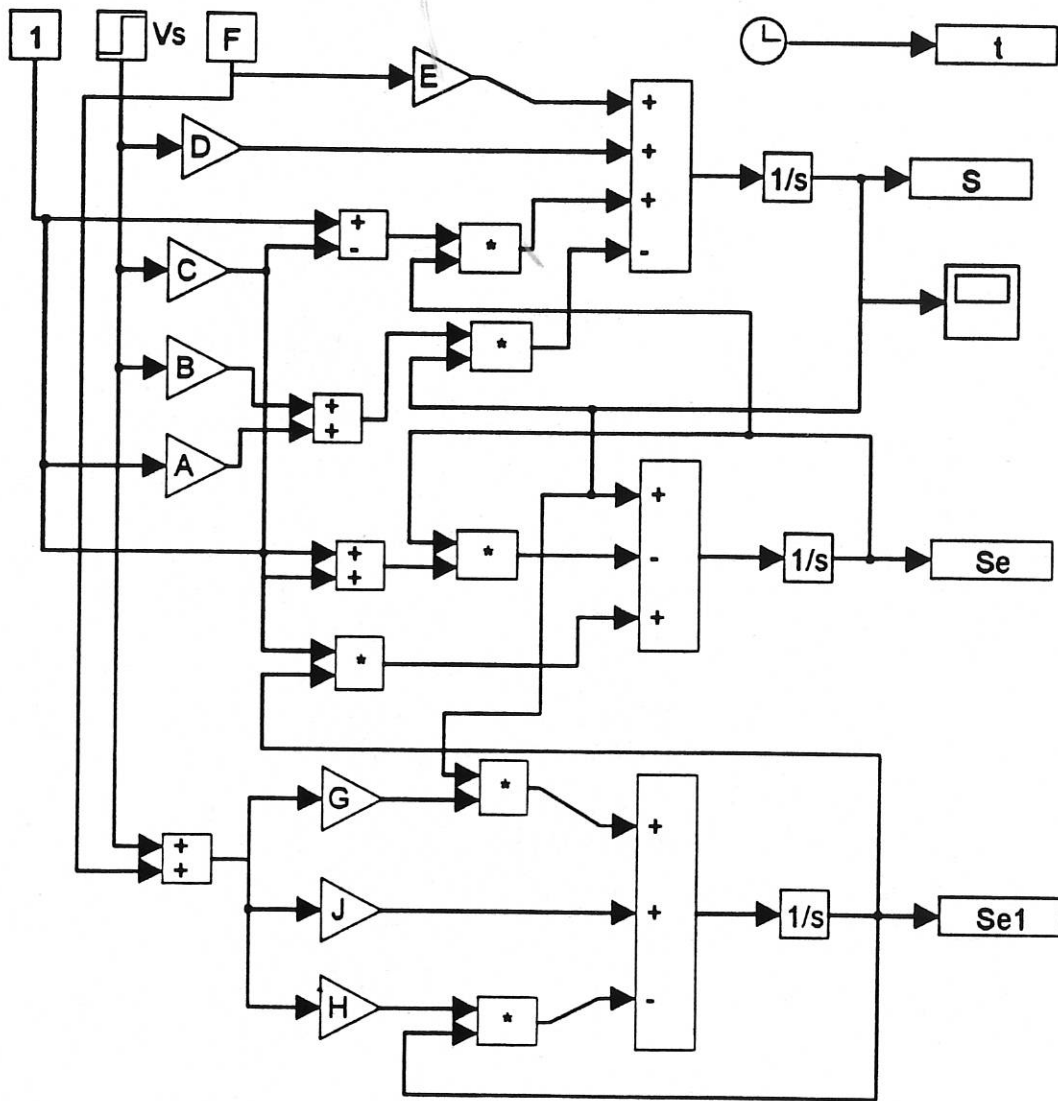 1
Vs
F
t
E
+
D
+
1/s
S
+
+
-
*
C
-
*
B
+
+
A
+
+
+
*
-
1/s
Se
+
*
+
G
*
+
+
+
J
+
1/s
Se1
H
*
-